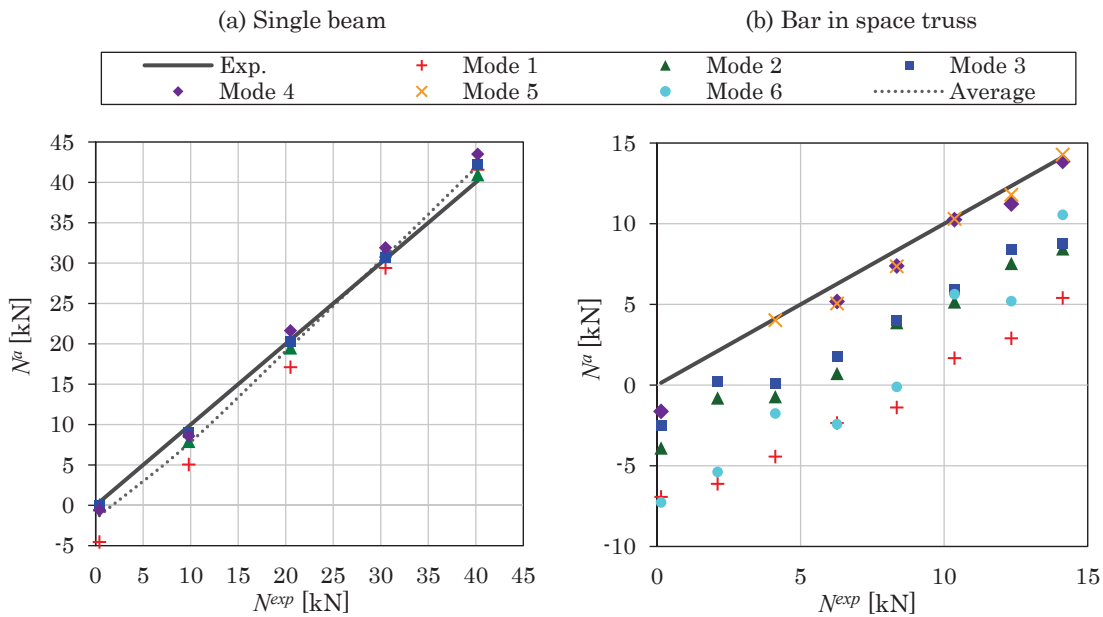 (a) Single beam
(b) Bar in space truss
Exp. Mode 1 Mode 2 Mode 3
Mode 4 Mode 5 Mode 6 Average
45
40
35
30
25
20
15
10
5
0
-5
Nᵃ [kN]
0 5 10 15 20 25 30 35 40 45
Nᵉˣᵖ [kN]
15
10
5
0
-5
-10
Nᵃ [kN]
0 5 10 15
Nᵉˣᵖ [kN]